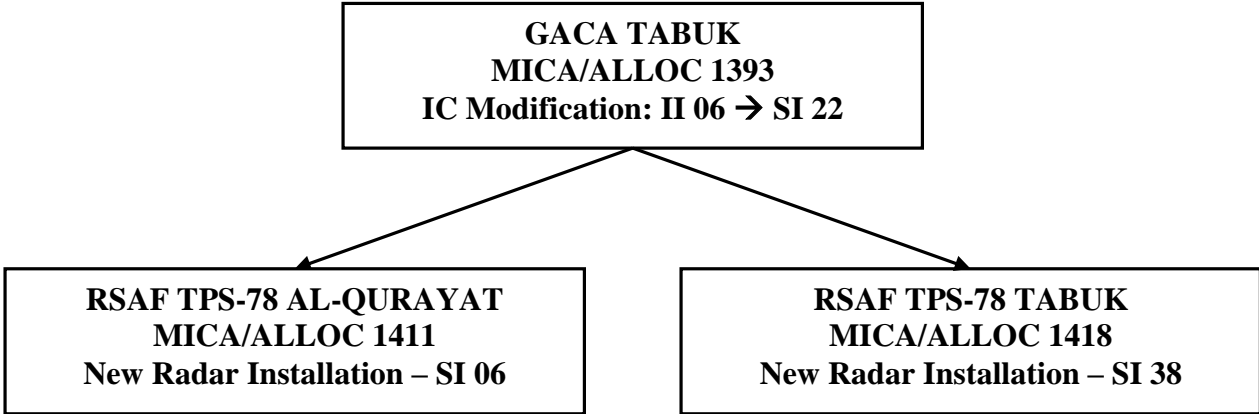 GACA TABUK
MICA/ALLOC 1393
IC Modification: II 06 → SI 22
RSAF TPS-78 AL-QURAYAT
MICA/ALLOC 1411
New Radar Installation – SI 06
RSAF TPS-78 TABUK
MICA/ALLOC 1418
New Radar Installation – SI 38